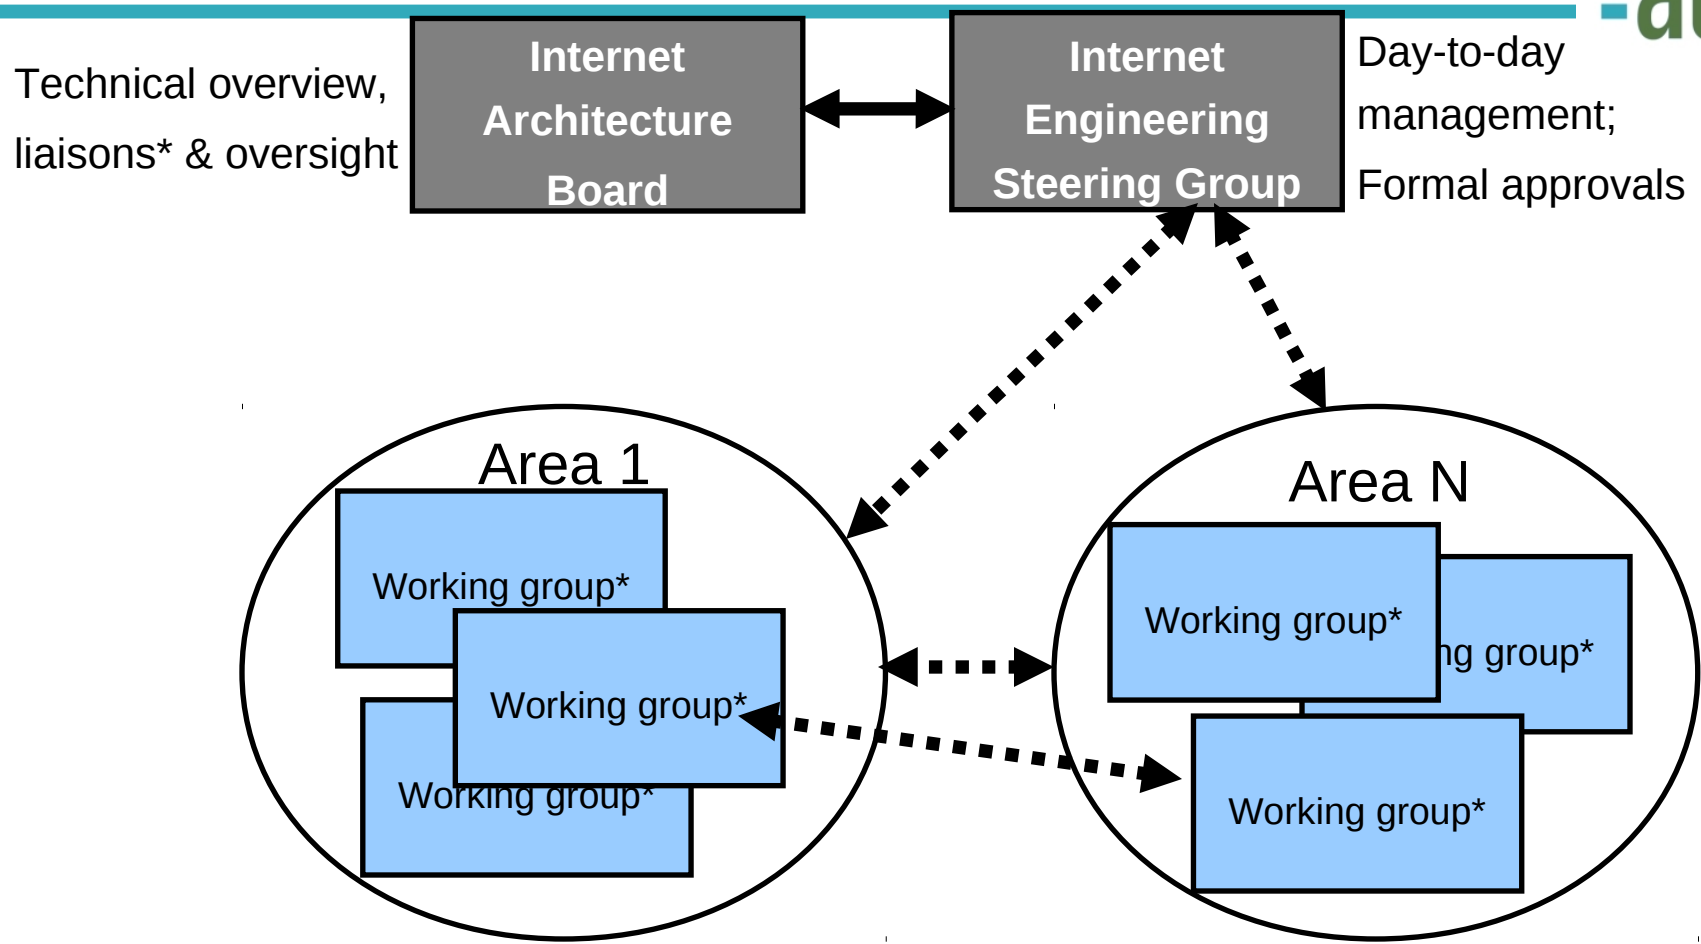 Technical overview,
liaisons* & oversight
Internet
Architecture
Board
Internet
Engineering
Steering Group
Day-to-day
management;
Formal approvals
Area 1
Working group*
Working group*
Working group*
Area N
Working group*
group*
Working group*